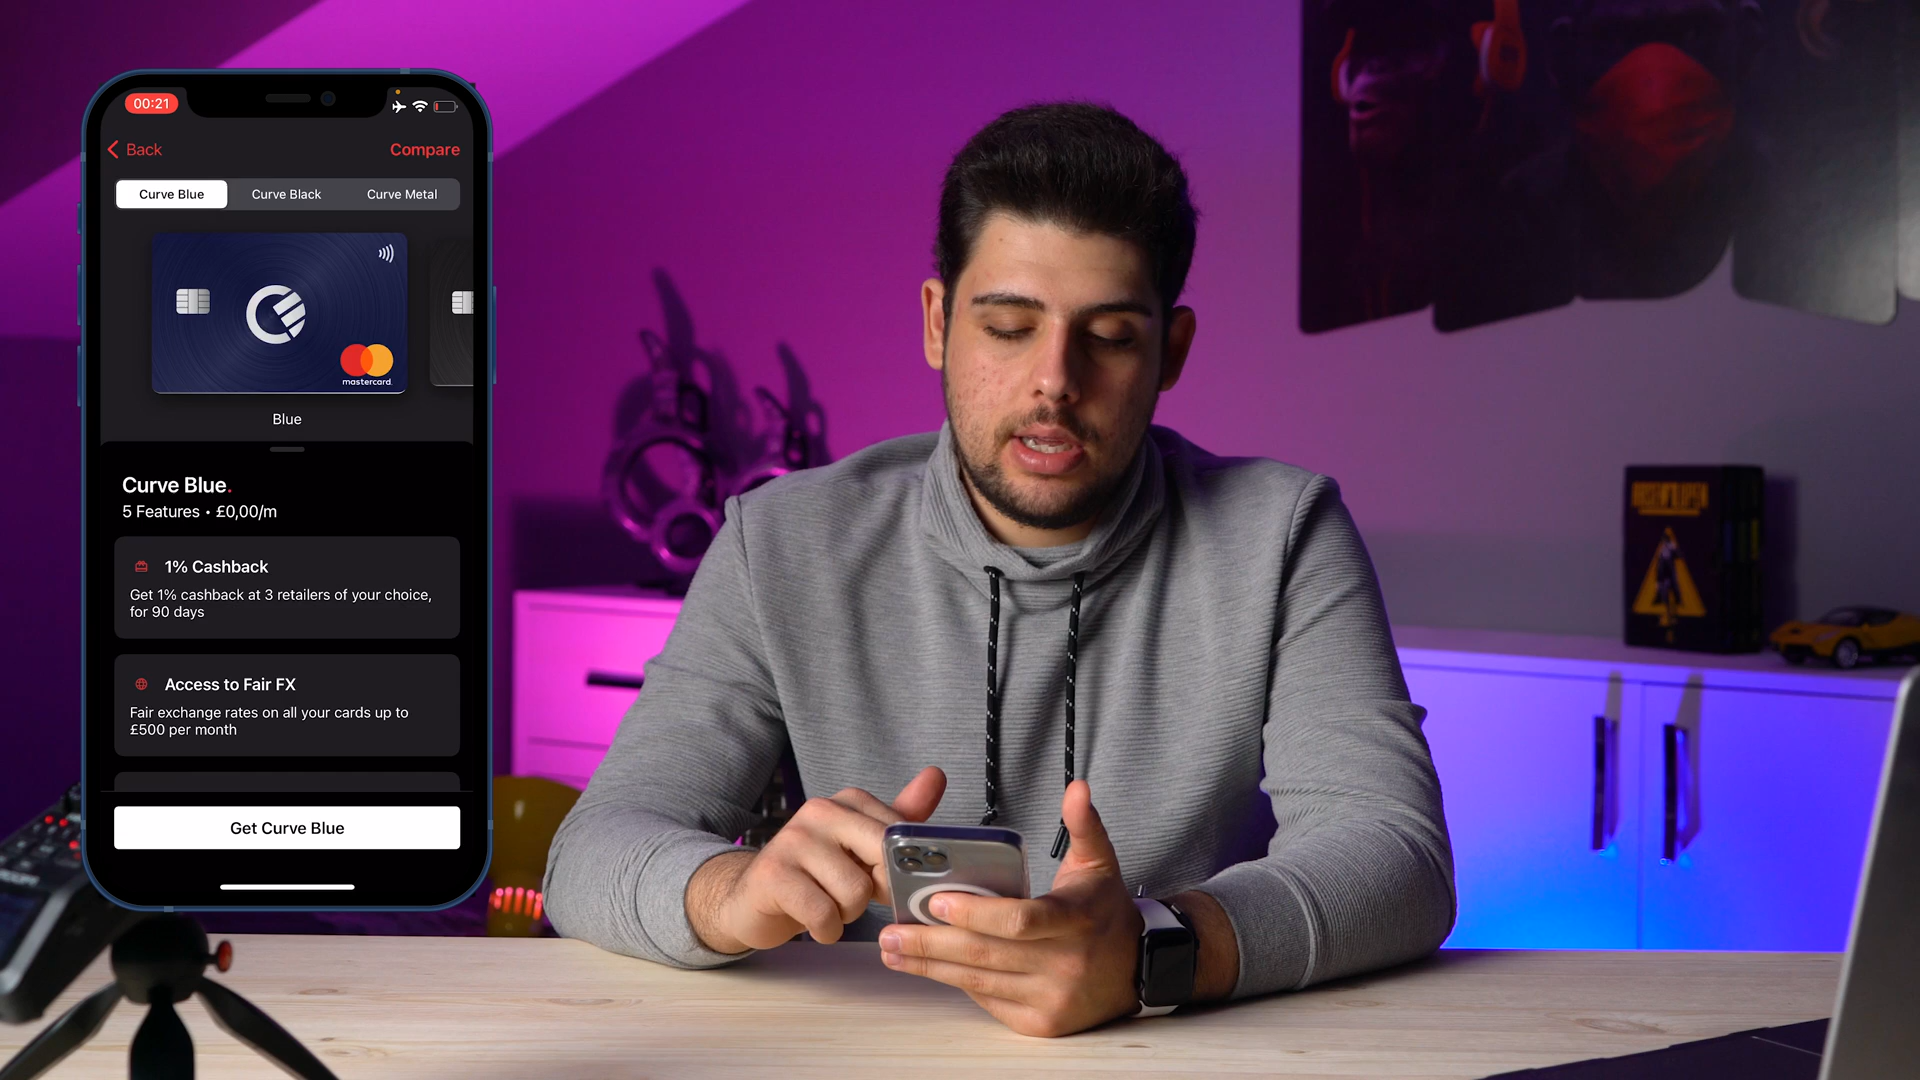 00:21
Back
Compare
Curve Blue
Curve Black
Curve Metal
mastercard.
Blue
Curve Blue.
5 Features • £0,00/m
1% Cashback
Get 1% cashback at 3 retailers of your choice,
for 90 days
Access to Fair FX
Fair exchange rates on all your cards up to
£500 per month
Get Curve Blue